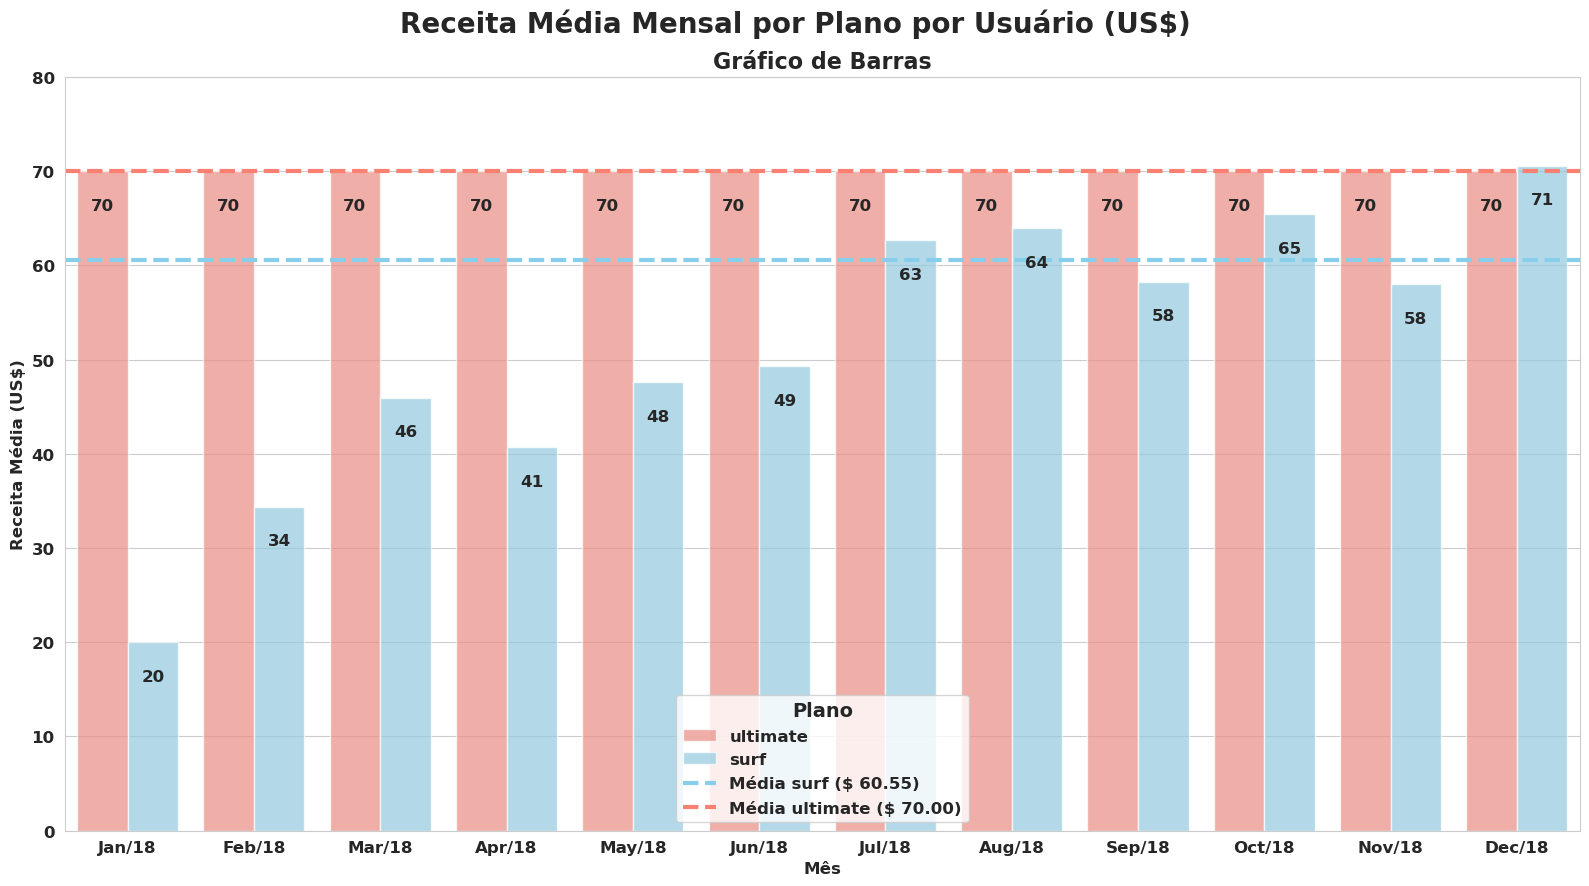 Receita Média Mensal por Plano por Usuário (US$)
Gráfico de Barras
80
70
60
50
40
30
20
10
0
Receita Média (US$)
70
20
70
34
70
46
70
41
70
48
70
49
70
63
70
64
70
58
70
65
70
58
70
71
Plano
ultimate
surf
Média surf ($ 60.55)
Média ultimate ($ 70.00)
Jan/18
Feb/18
Mar/18
Apr/18
May/18
Jun/18
Jul/18
Aug/18
Sep/18
Oct/18
Nov/18
Dec/18
Mês